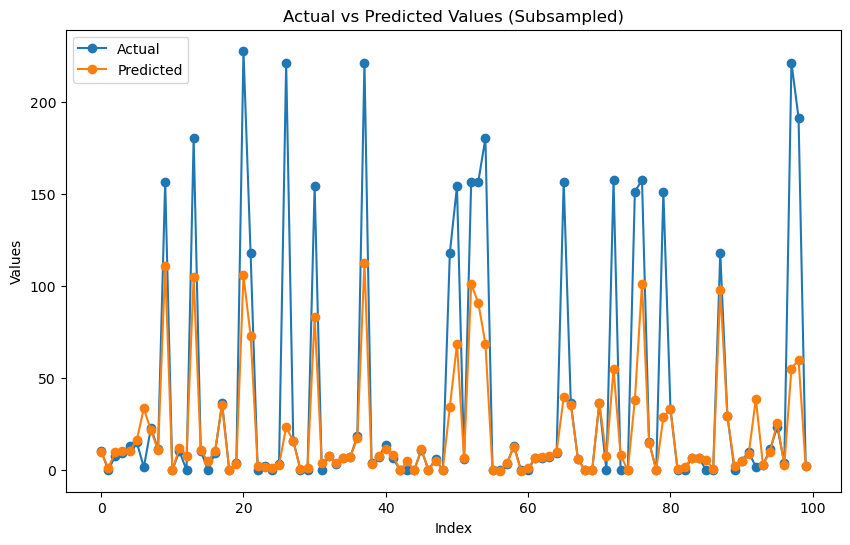 Actual vs Predicted Values (Subsampled)
Actual
Predicted
200
150
100
50
0
Values
0 20 40 60 80 100
Index